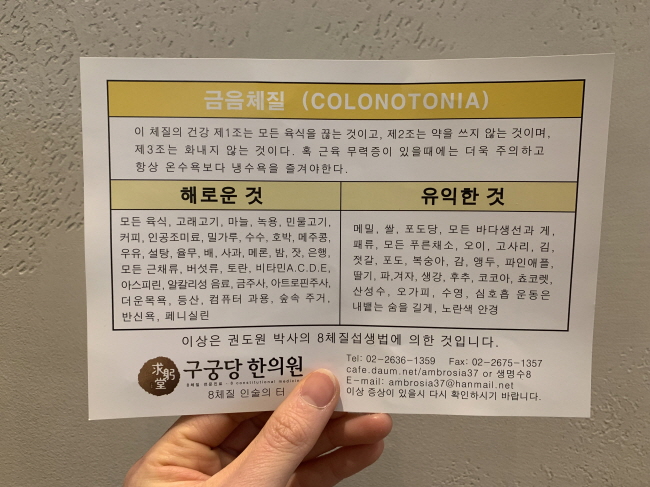 금음체질 (COLONOTONIA)
이 체질의 건강 제1조는 모든 육식을 끊는 것이고, 제2조는 약을 쓰지 않는 것이며,
제3조는 화내지 않는 것이다. 혹 근육 무력증이 있을때에는 더욱 주의하고
항상 온수욕보다 냉수욕을 즐겨야한다.
해로운 것
모든 육식, 고래고기, 마늘, 녹용, 민물고기,
커피, 인공조미료, 밀가루, 수수, 호박, 메주콩,
우유, 설탕, 율무, 배, 사과, 메론, 밤, 잣, 은행,
모든 근채류, 버섯류, 토란, 비타민A.C.D.E,
아스피린, 알칼리성 음료, 금주사, 아트로핀주사,
더운목욕, 등산, 컴퓨터 과용, 숲속 주거,
반신욕, 페니실린
유익한 것
메밀, 쌀, 포도당, 모든 바다생선과 게,
패류, 모든 푸른채소, 오이, 고사리, 김,
젓갈, 포도, 복숭아, 감, 앵두, 파인애플,
딸기, 파,겨자, 생강, 후추, 코코아, 쵸코렛,
산성수, 오가피, 수영, 심호흡 운동은
내뱉는 숨을 길게, 노란색 안경
이상은 권도원 박사의 8체질섭생법에 의한 것입니다.
求躬堂
구궁당 한의원
8체질 인술의 터
Tel: 02-2636-1359 Fax: 02-2675-1357
cafe.daum.net/ambrosia37 or 생명수8
E-mail: ambrosia37@hanmail.net
이상 증상이 있을시 다시 확인하시기 바랍니다.